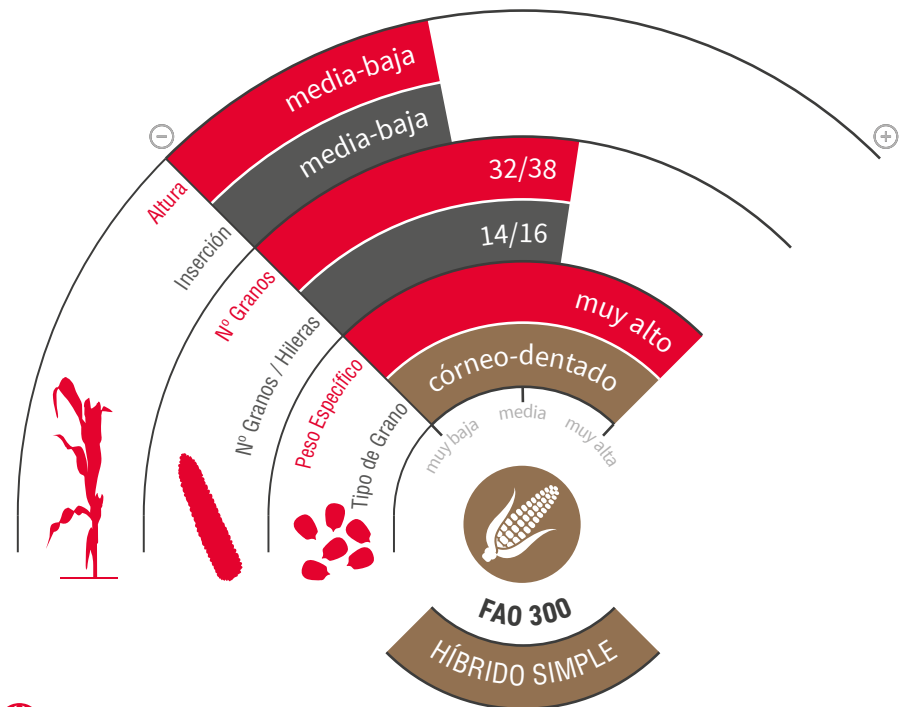 media-baja
media-baja
32/38
14/16
muy alto
córneo-dentado
Altura
Inserción
Nº Granos
Nº Granos / Hileras
Peso Específico
Tipo de Grano
muy baja
media
muy alta
FAO 300
HÍBRIDO SIMPLE